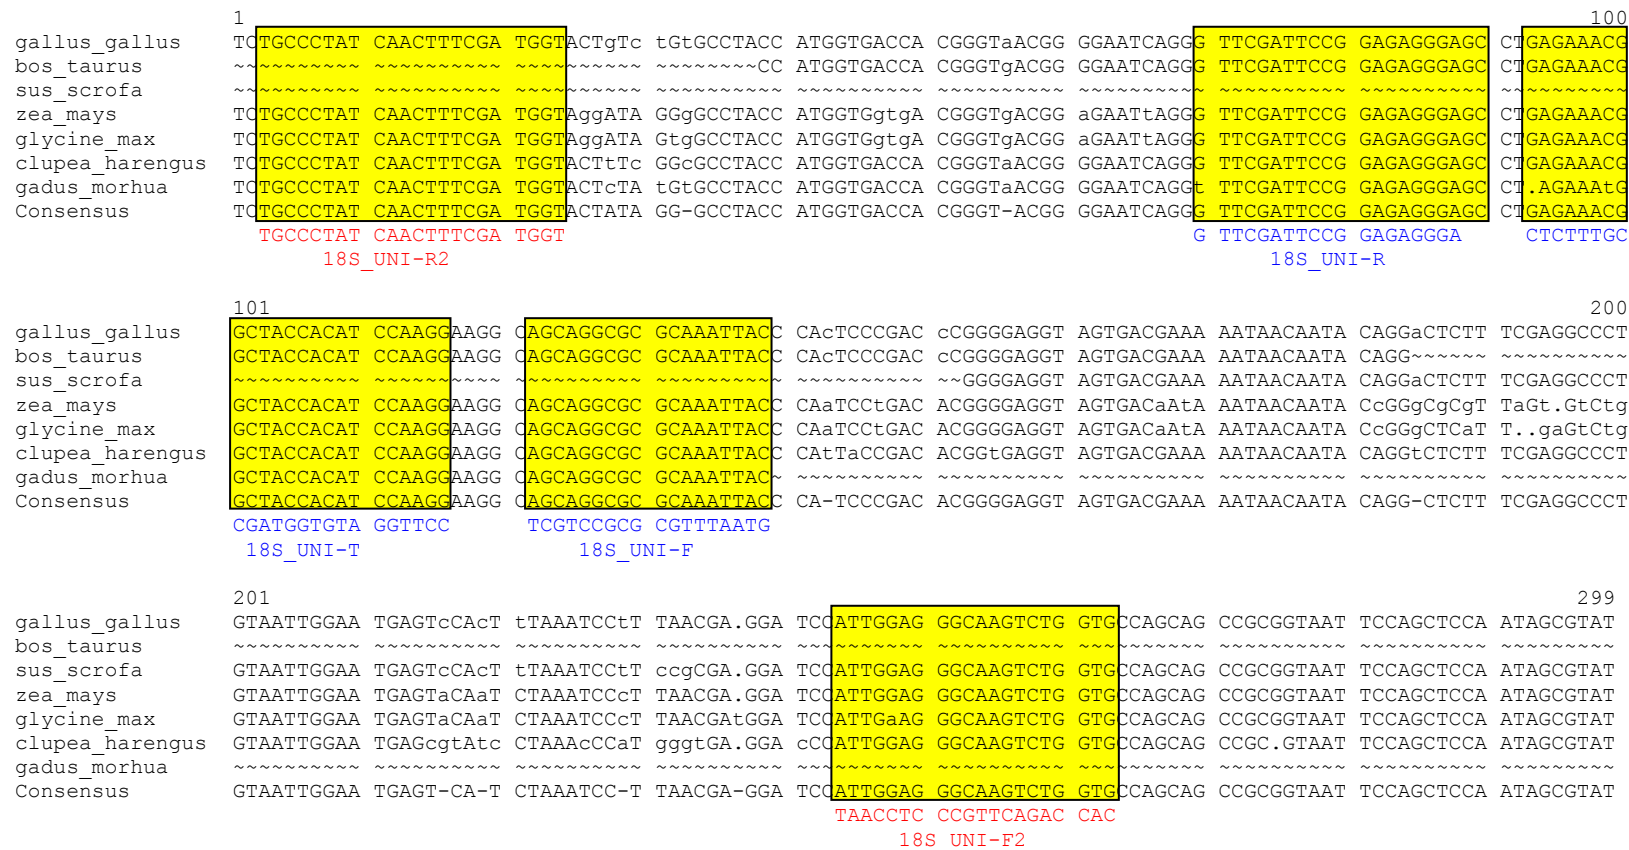 1 100
gallus_gallus TCTGCCCTAT CAACTTTCGA TGGTACTgTc tGtGCCTACC ATGGTGACCA CGGGTaACGG GGAATCAGGG TTCGATTCCG GAGAGGGAGC CTGAGAAACG
bos_taurus ~~~~~~~~~~ ~~~~~~~~~~ ~~~~~~~~~~ ~~~~~~~~CC ATGGTGACCA CGGGTgACGG GGAATCAGGG TTCGATTCCG GAGAGGGAGC CTGAGAAACG
sus_scrofa ~~~~~~~~~~ ~~~~~~~~~~ ~~~~~~~~~~ ~~~~~~~~~~ ~~~~~~~~~~ ~~~~~~~~~~ ~~~~~~~~~~ ~~~~~~~~~~ ~~~~~~~~~~ ~~~~~~~~~~
zea_mays TCTGCCCTAT CAACTTTCGA TGGTAggATA GGgGCCTACC ATGGTGgtgA CGGGTgACGG aGAATtAGGG TTCGATTCCG GAGAGGGAGC CTGAGAAACG
glycine_max TCTGCCCTAT CAACTTTCGA TGGTAggATA GtgGCCTACC ATGGTGgtgA CGGGTgACGG aGAATtAGGG TTCGATTCCG GAGAGGGAGC CTGAGAAACG
clupea_harengus TCTGCCCTAT CAACTTTCGA TGGTACTtTc GGcGCCTACC ATGGTGACCA CGGGTaACGG GGAATCAGGG TTCGATTCCG GAGAGGGAGC CTGAGAAACG
gadus_morhua TCTGCCCTAT CAACTTTCGA TGGTACTcTA tGtGCCTACC ATGGTGACCA CGGGTaACGG GGAATCAGGt TTCGATTCCG GAGAGGGAGC CT.AGAAAtG
Consensus TCTGCCCTAT CAACTTTCGA TGGTACTATA GG-GCCTACC ATGGTGACCA CGGGT-ACGG GGAATCAGGG TTCGATTCCG GAGAGGGAGC CTGAGAAACG
TGCCCTAT CAACTTTCGA TGGT G TTCGATTCCG GAGAGGGA CTCTTTGC
18S_UNI-R2 18S_UNI-R
101 200
gallus_gallus GCTACCACAT CCAAGGAAGG CAGCAGGCGC GCAAATTACC CAcTCCCGAC cCGGGGAGGT AGTGACGAAA AATAACAATA CAGGaCTCTT TCGAGGCCCT
bos_taurus GCTACCACAT CCAAGGAAGG CAGCAGGCGC GCAAATTACC CAcTCCCGAC cCGGGGAGGT AGTGACGAAA AATAACAATA CAGG~~~~~~ ~~~~~~~~~~
sus_scrofa ~~~~~~~~~~ ~~~~~~~~~~ ~~~~~~~~~~ ~~~~~~~~~~ ~~~~~~~~~~ ~~GGGGAGGT AGTGACGAAA AATAACAATA CAGGaCTCTT TCGAGGCCCT
zea_mays GCTACCACAT CCAAGGAAGG CAGCAGGCGC GCAAATTACC CAaTCCtGAC ACGGGGAGGT AGTGACaAtA AATAACAATA CcGGgCGCgT TaGt.GtCtg
glycine_max GCTACCACAT CCAAGGAAGG CAGCAGGCGC GCAAATTACC CAaTCCtGAC ACGGGGAGGT AGTGACaAtA AATAACAATA CcGGgCTCaT T..gaGtCtg
clupea_harengus GCTACCACAT CCAAGGAAGG CAGCAGGCGC GCAAATTACC CAtTaCCGAC ACGGtGAGGT AGTGACGAAA AATAACAATA CAGGtCTCTT TCGAGGCCCT
gadus_morhua GCTACCACAT CCAAGGAAGG CAGCAGGCGC GCAAATTAC~ ~~~~~~~~~~ ~~~~~~~~~~ ~~~~~~~~~~ ~~~~~~~~~~ ~~~~~~~~~~ ~~~~~~~~~~
Consensus GCTACCACAT CCAAGGAAGG CAGCAGGCGC GCAAATTACC CA-TCCCGAC ACGGGGAGGT AGTGACGAAA AATAACAATA CAGG-CTCTT TCGAGGCCCT
CGATGGTGTA GGTTCC TCGTCCGCG CGTTTAATG
18S_UNI-T 18S_UNI-F
201 299
gallus_gallus GTAATTGGAA TGAGTcCAcT tTAAATCCtT TAACGA.GGA TCCATTGGAG GGCAAGTCTG GTGCCAGCAG CCGCGGTAAT TCCAGCTCCA ATAGCGTAT
bos_taurus ~~~~~~~~~~ ~~~~~~~~~~ ~~~~~~~~~~ ~~~~~~~~~~ ~~~~~~~~~~ ~~~~~~~~~~ ~~~~~~~~~~ ~~~~~~~~~~ ~~~~~~~~~~ ~~~~~~~~~
sus_scrofa GTAATTGGAA TGAGTcCAcT tTAAATCCtT ccgCGA.GGA TCCATTGGAG GGCAAGTCTG GTGCCAGCAG CCGCGGTAAT TCCAGCTCCA ATAGCGTAT
zea_mays GTAATTGGAA TGAGTaCAaT CTAAATCCcT TAACGA.GGA TCCATTGGAG GGCAAGTCTG GTGCCAGCAG CCGCGGTAAT TCCAGCTCCA ATAGCGTAT
glycine_max GTAATTGGAA TGAGTaCAaT CTAAATCCcT TAACGAtGGA TCCATTGaAG GGCAAGTCTG GTGCCAGCAG CCGCGGTAAT TCCAGCTCCA ATAGCGTAT
clupea_harengus GTAATTGGAA TGAGCgtAtc CTAAAcCCaT gggtGA.GGA cCCATTGGAG GGCAAGTCTG GTGCCAGCAG CCGC.GTAAT TCCAGCTCCA ATAGCGTAT
gadus_morhua ~~~~~~~~~~ ~~~~~~~~~~ ~~~~~~~~~~ ~~~~~~~~~~ ~~~~~~~~~~ ~~~~~~~~~~ ~~~~~~~~~~ ~~~~~~~~~~ ~~~~~~~~~~ ~~~~~~~~~
Consensus GTAATTGGAA TGAGT-CA-T CTAAATCC-T TAACGA-GGA TCCATTGGAG GGCAAGTCTG GTGCCAGCAG CCGCGGTAAT TCCAGCTCCA ATAGCGTAT
TAACCTC CCGTTCAGAC CAC
18S UNI-F2